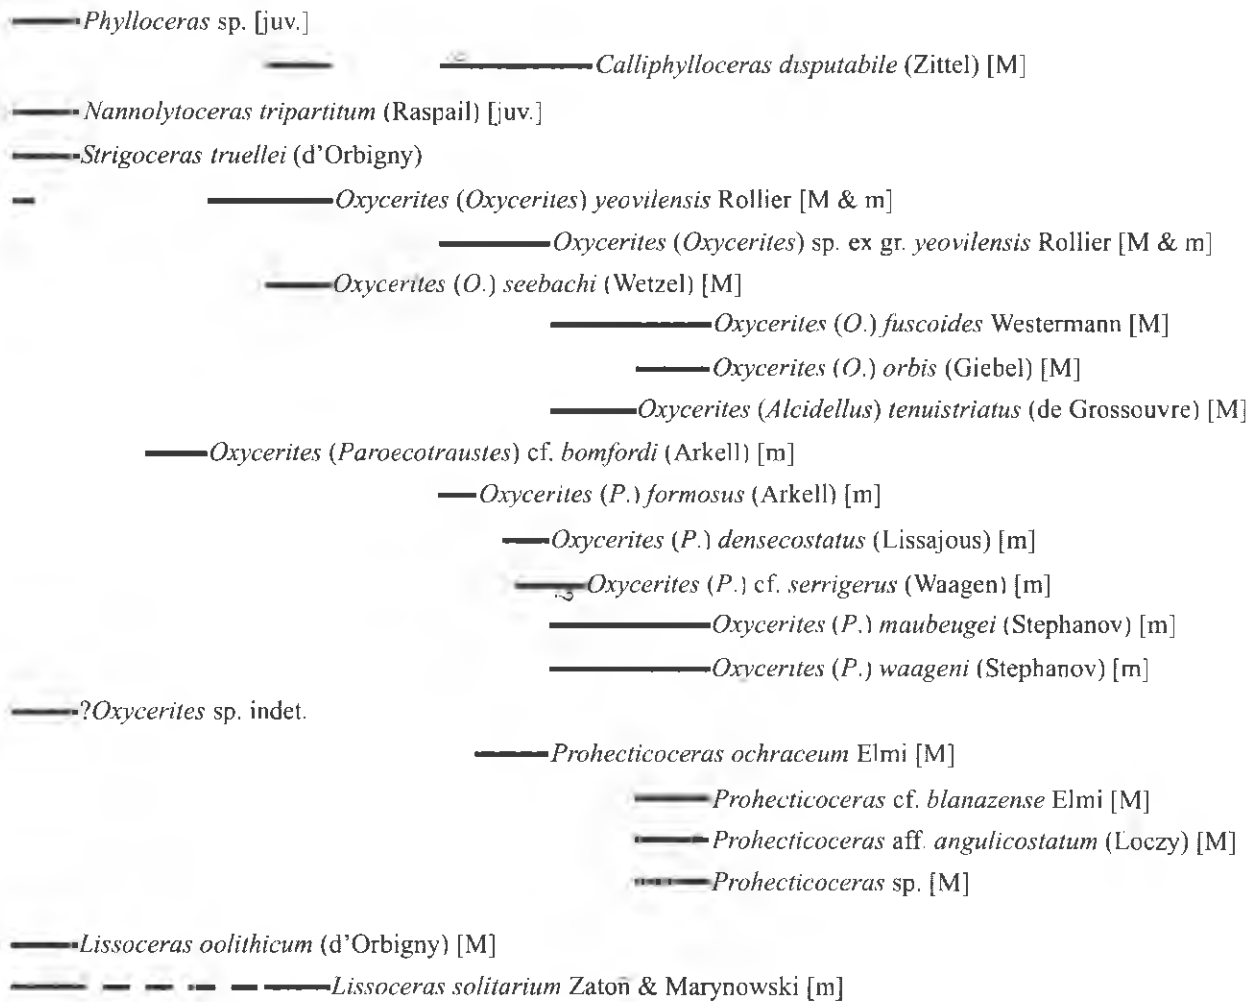 Phylloceras sp. [juv.]
Calliphylloceras disputabile (Zittel) [M]
Nannolytoceras tripartitum (Raspail) [juv.]
Strigoceras truellei (d'Orbigny)
Oxycerites (Oxycerites) yeovilensis Rollier [M & m]
Oxycerites (Oxycerites) sp. ex gr. yeovilensis Rollier [M & m]
Oxycerites (O.) seebachi (Wetzel) [M]
Oxycerites (O.) fuscoides Westermann [M]
Oxycerites (O.) orbis (Giebel) [M]
Oxycerites (Alcidellus) tenuistriatus (de Grossouvre) [M]
Oxycerites (Paroecotraustes) cf. bomfordi (Arkell) [m]
Oxycerites (P.) formosus (Arkell) [m]
Oxycerites (P.) densecostatus (Lissajous) [m]
Oxycerites (P.) cf. serrigerus (Waagen) [m]
Oxycerites (P.) maubeugei (Stephanov) [m]
Oxycerites (P.) waageni (Stephanov) [m]
?Oxycerites sp. indet.
Prohecticoceras ochraceum Elmi [M]
Prohecticoceras cf. blanazense Elmi [M]
Prohecticoceras aff. angulicostatum (Loczy) [M]
Prohecticoceras sp. [M]
Lissoceras oolithicum (d'Orbigny) [M]
Lissoceras solitarium Zatoń & Marynowski [m]